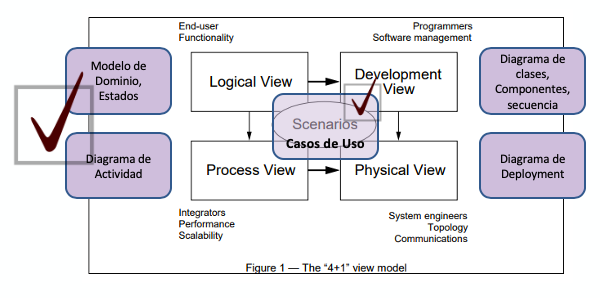 End-user
Functionality
Programmers
Software management
Modelo de
Dominio,
Estados
Logical View
Development
View
Diagrama de
clases,
Componentes,
secuencia
Scenarios
Casos de Uso
Diagrama de
Actividad
Process View
Physical View
Diagrama de
Deployment
Integrators
Performance
Scalability
System engineers
Topology
Communications
Figure 1 — The “4+1” view model